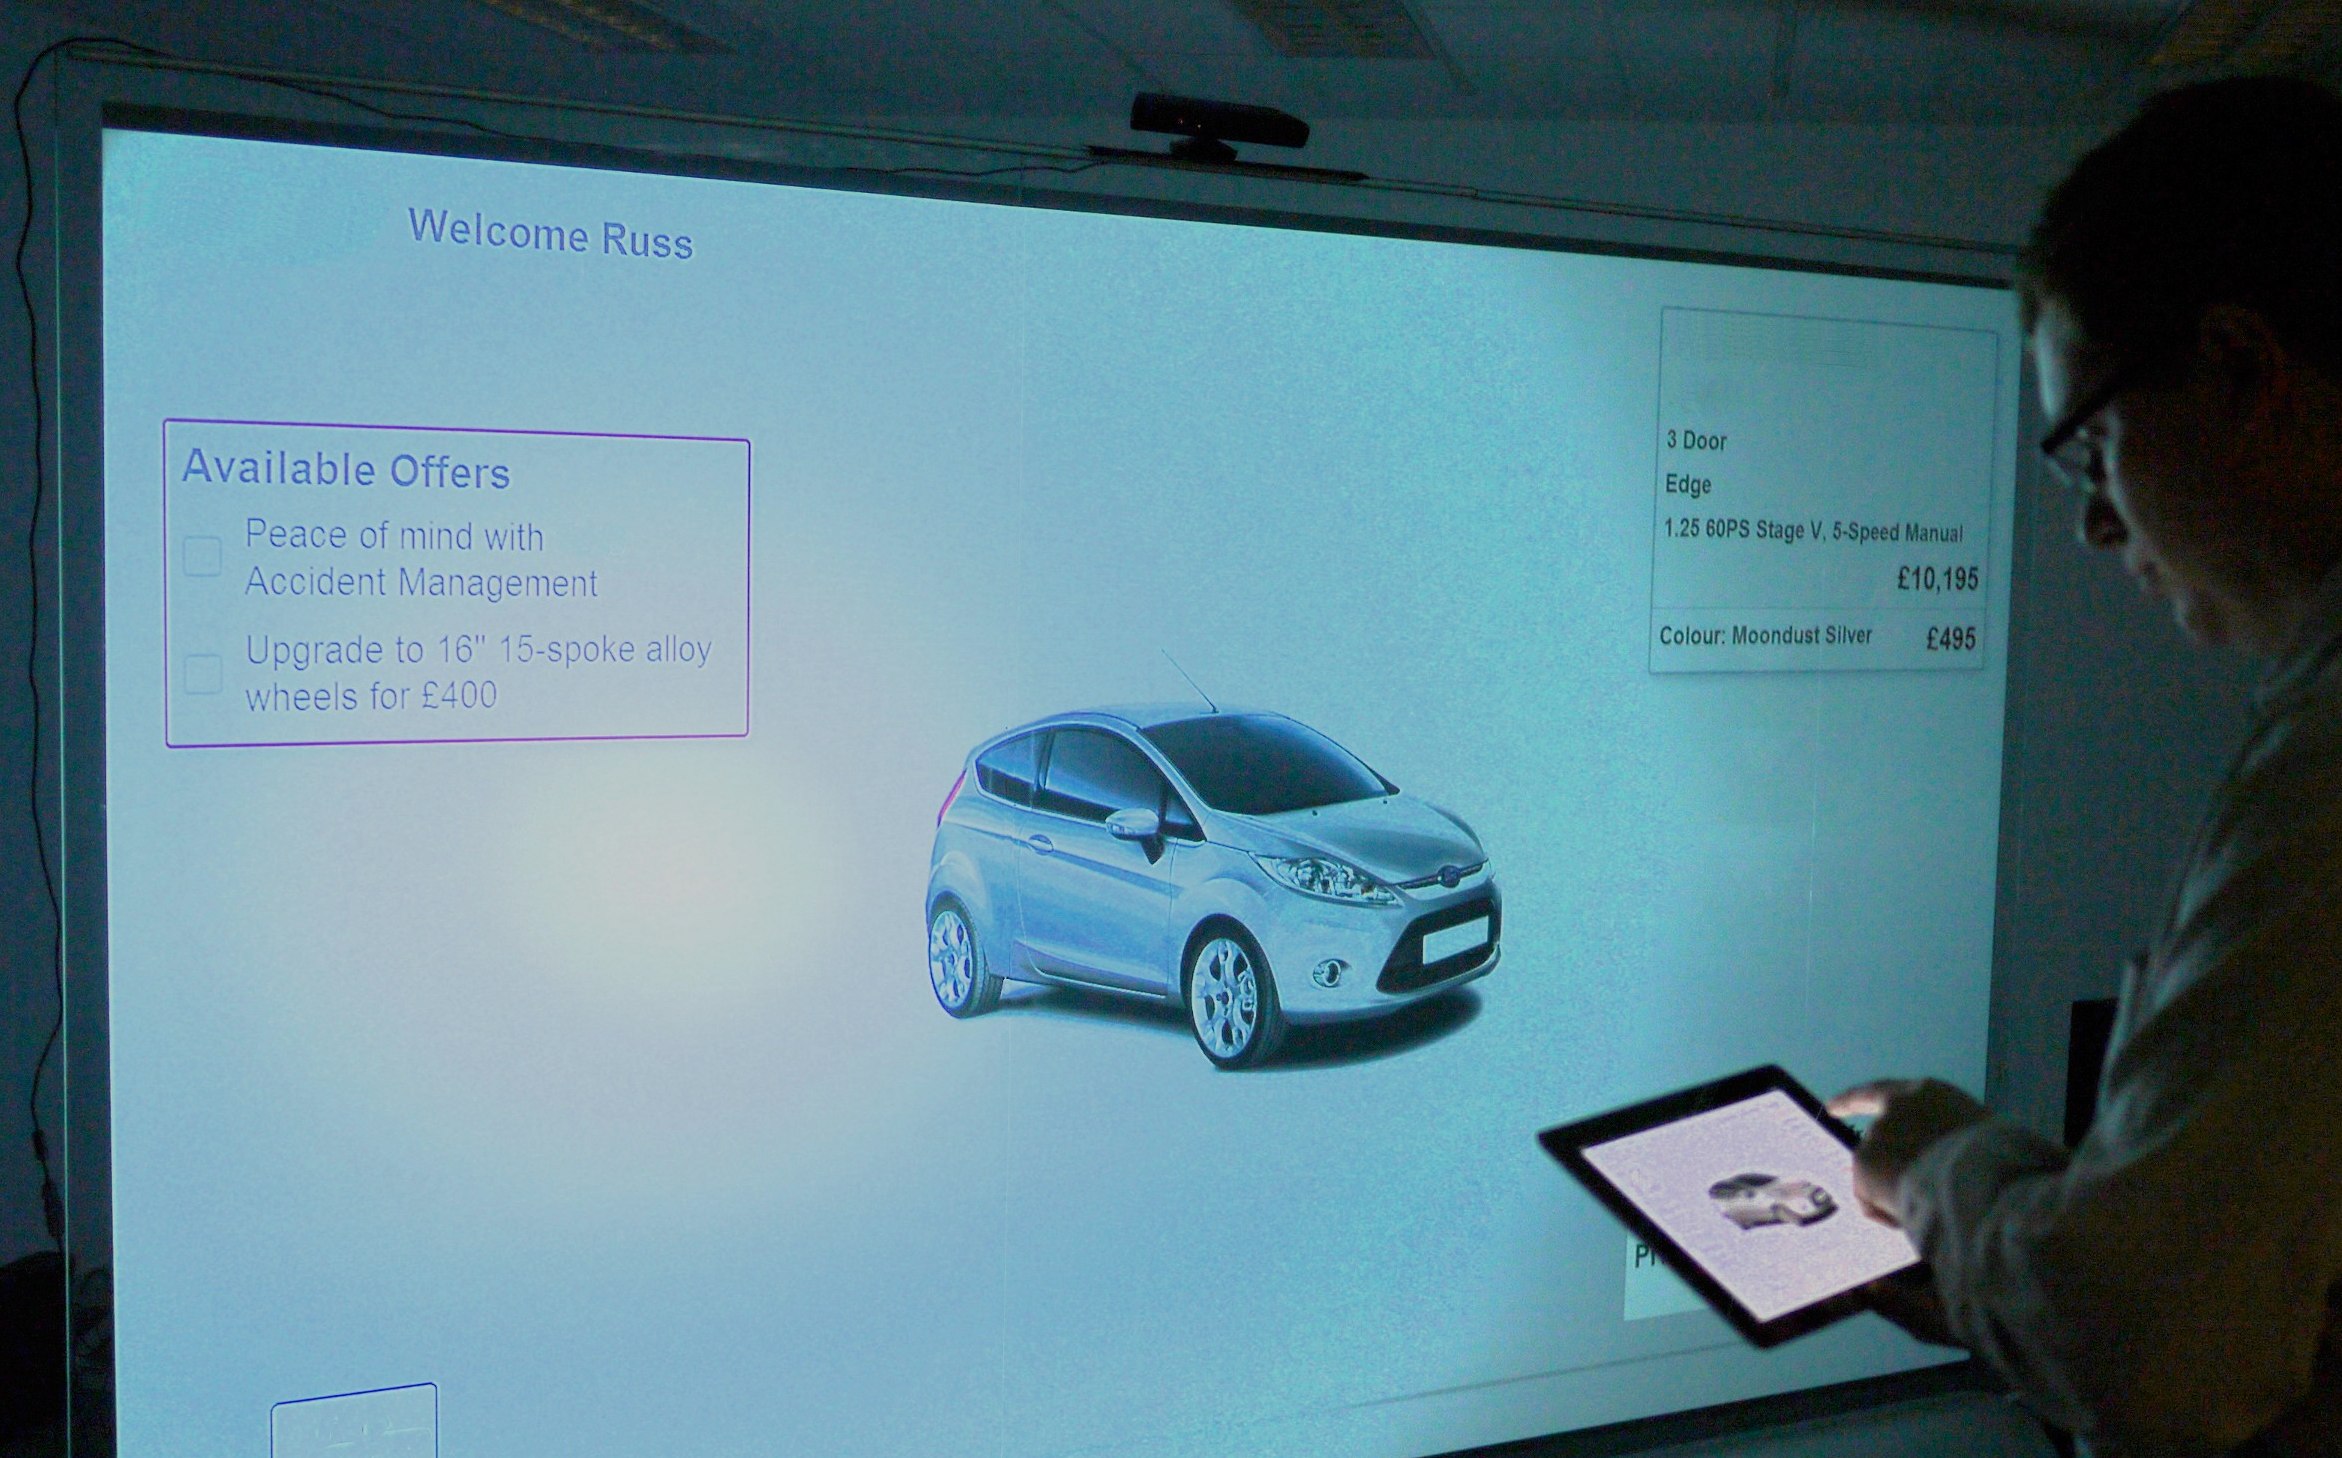 Welcome Russ
Available Offers
Peace of mind with
Accident Management
Upgrade to 16" 15-spoke alloy
wheels for £400
3 Door
Edge
1.25 60PS Stage V, 5-Speed Manual
£10,195
Colour: Moondust Silver £495